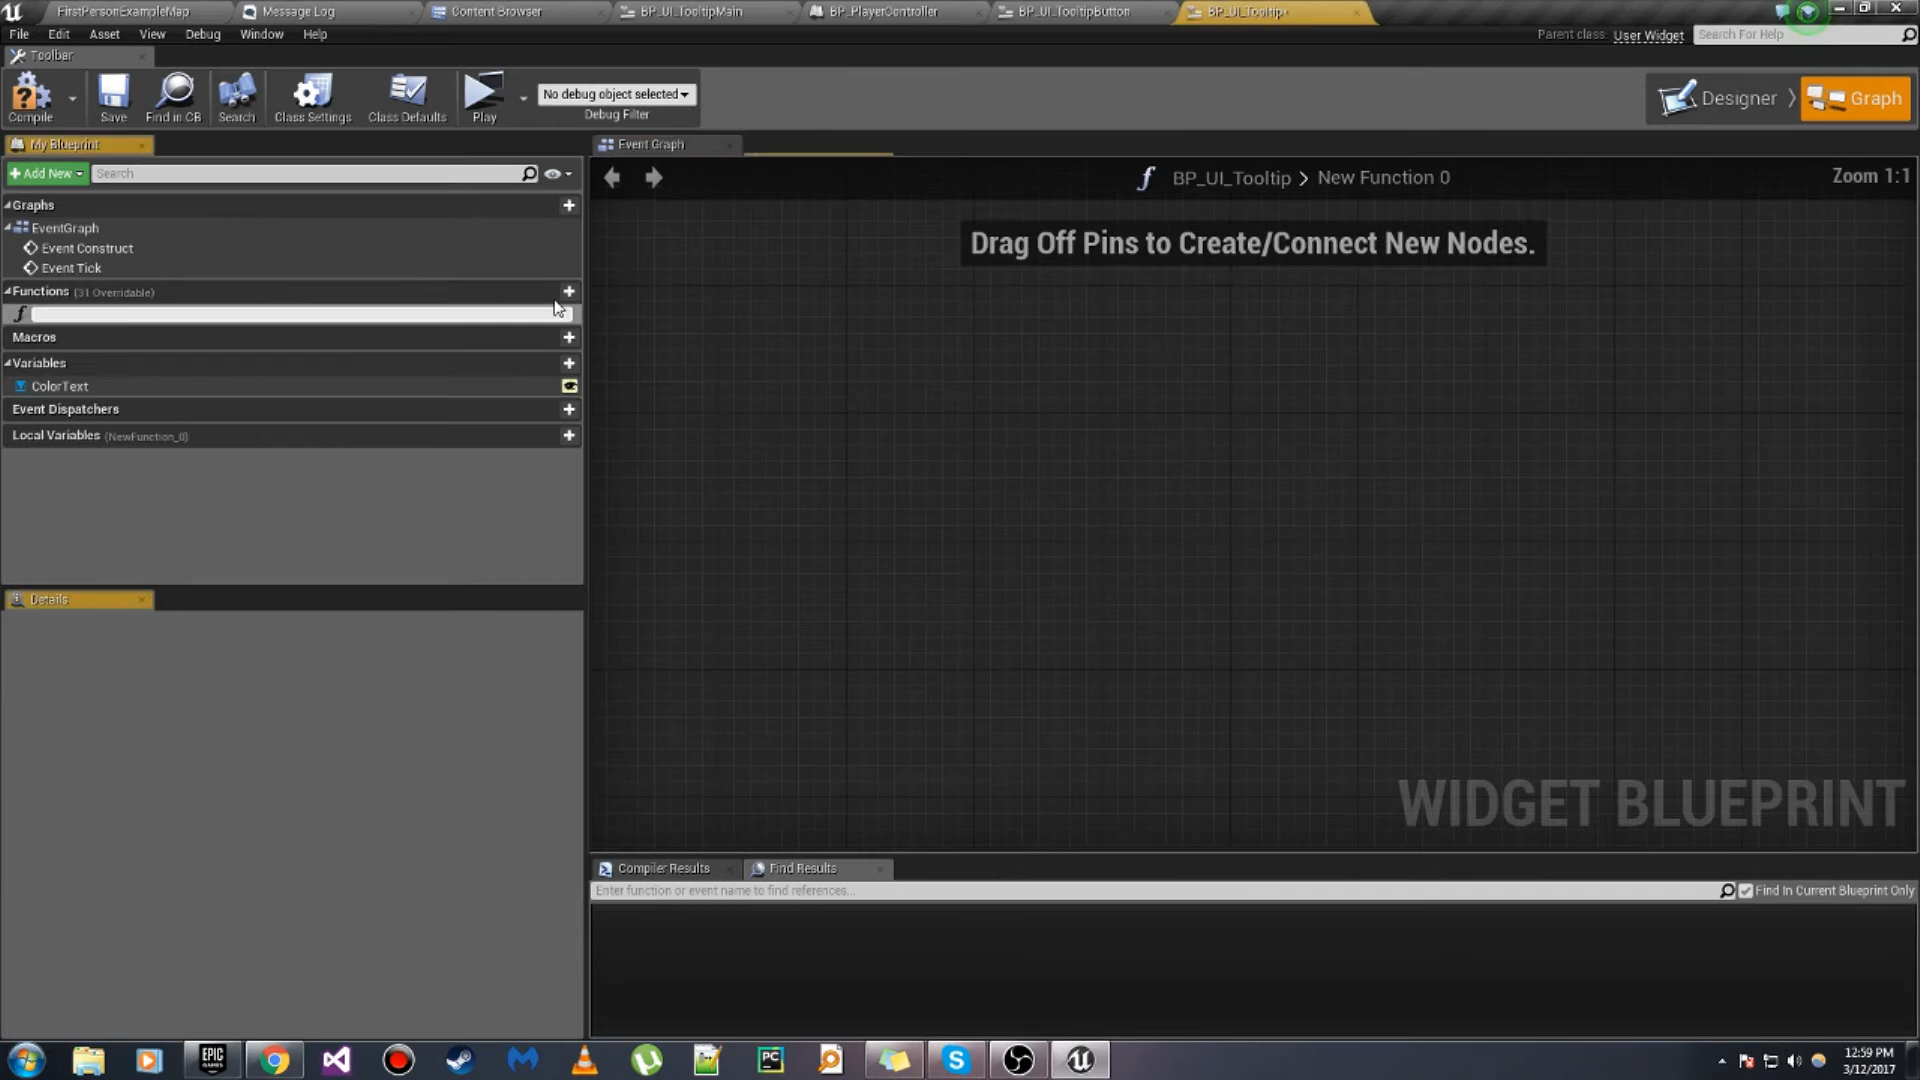 FirstPersonExampleMap
Message Log
Content Browser
BP_UI_TooltipMain
BP_PlayerController
BP_UI_TooltipButton
BP_UI_Tooltip*
File
Edit
Asset
View
Debug
Window
Help
Parent class: User Widget
Search For Help
Toolbar
Compile
Save
Find in CB
Search
Class Settings
Class Defaults
Play
No debug object selected
Debug Filter
Designer
Graph
My Blueprint
Event Graph
Add New
Search
BP_UI_Tooltip > New Function 0
Zoom 1:1
Graphs
EventGraph
Event Construct
Event Tick
Drag Off Pins to Create/Connect New Nodes.
Functions (31 Overridable)
Macros
Variables
ColorText
Event Dispatchers
Local Variables (NewFunction_0)
Details
WIDGET BLUEPRINT
Compiler Results
Find Results
Enter function or event name to find references...
Find In Current Blueprint Only
EPIC GAMES
PC
12:59 PM
3/12/2017